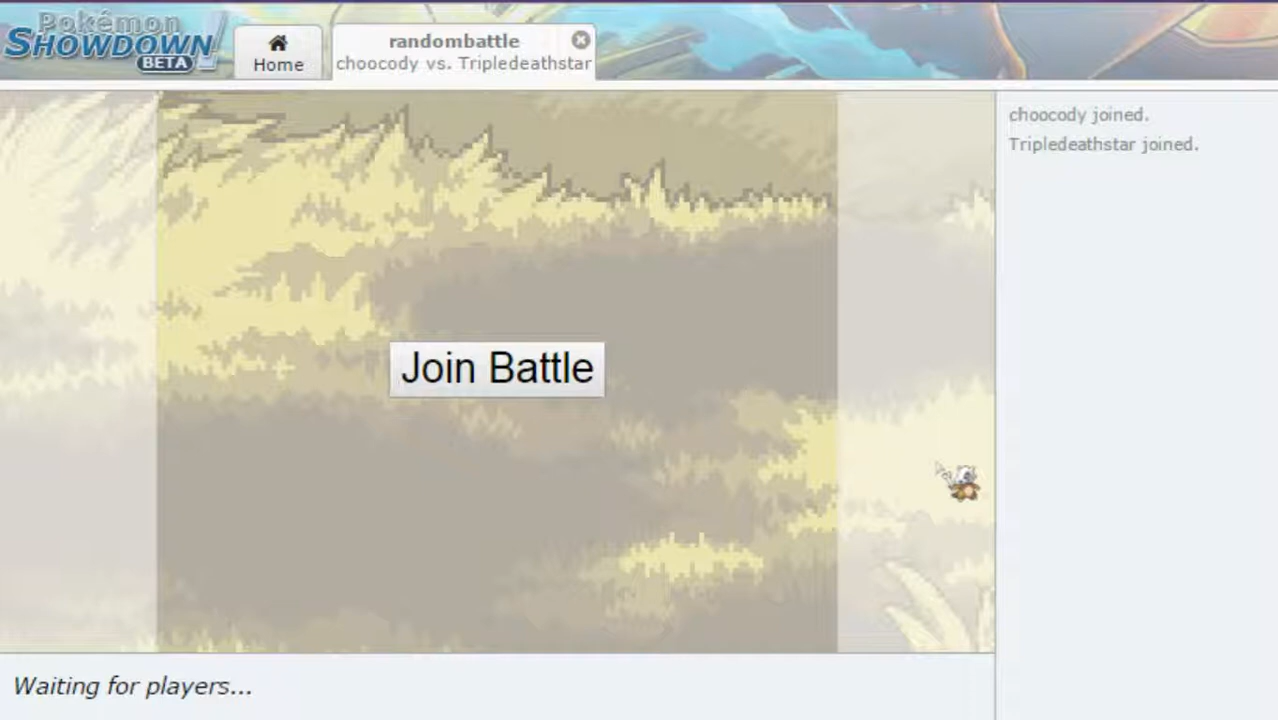 Pokémon
SHOWDOWN!
BETA
Home
randombattle
choocody vs. Tripledeathstar
choocody joined.
Tripledeathstar joined.
Join Battle
Waiting for players...